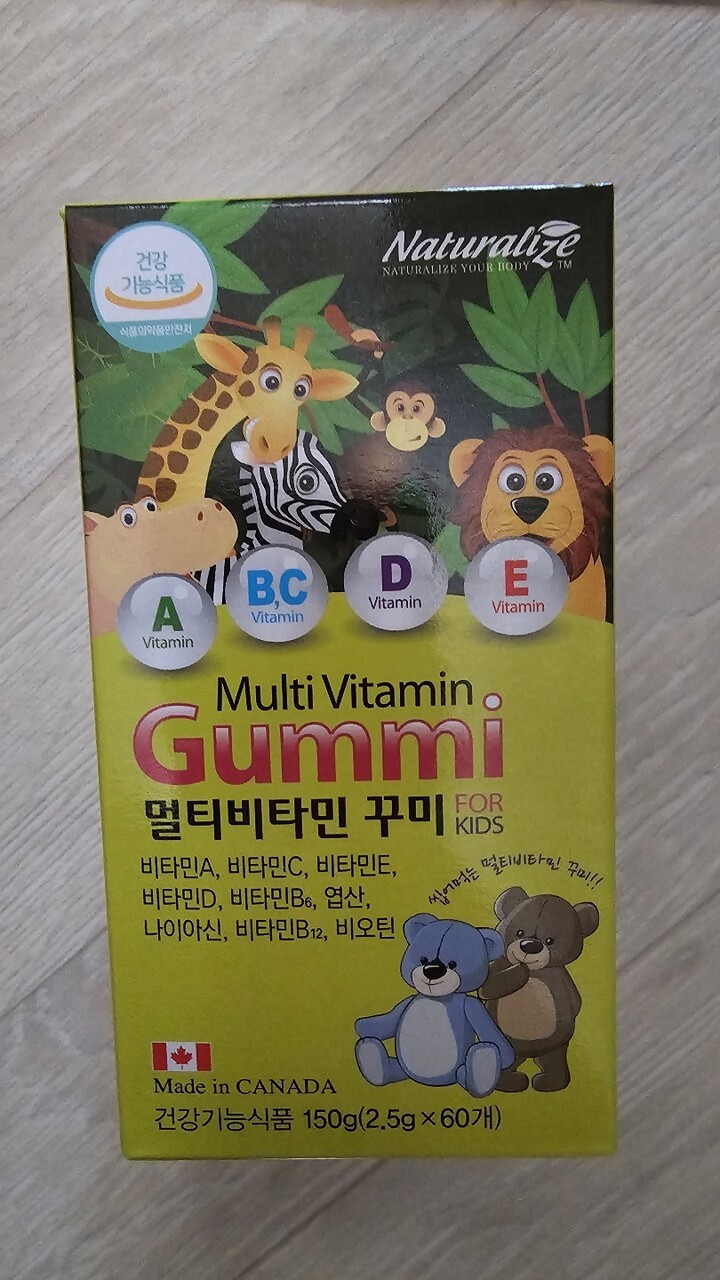 건강
기능식품
식품의약품안전처
Naturalize
NATURALIZE YOUR BODY TM
A
Vitamin
B,C
Vitamin
D
Vitamin
E
Vitamin
Multi Vitamin
Gummi
멀티비타민 꾸미 FOR KIDS
비타민A, 비타민C, 비타민E,
비타민D, 비타민B₆, 엽산,
나이아신, 비타민B₁₂, 비오틴
씹어먹는 멀티비타민 꾸미!!
Made in CANADA
건강기능식품 150g(2.5g×60개)